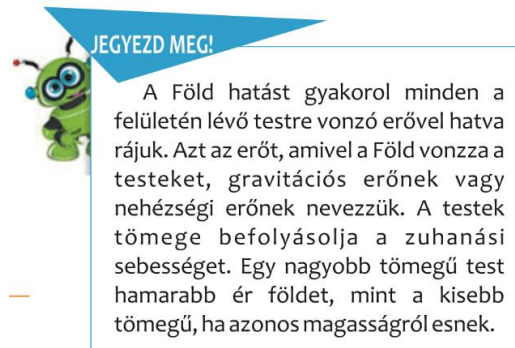 JEGYEZD MEG!
A Föld hatást gyakorol minden a
felületén lévő testre vonzó erővel hatva
rájuk. Azt az erőt, amivel a Föld vonzza a
testeket, gravitációs erőnek vagy
nehézségi erőnek nevezzük. A testek
tömege befolyásolja a zuhanási
sebességet. Egy nagyobb tömegű test
hamarabb ér földet, mint a kisebb
tömegű, ha azonos magasságról esnek.